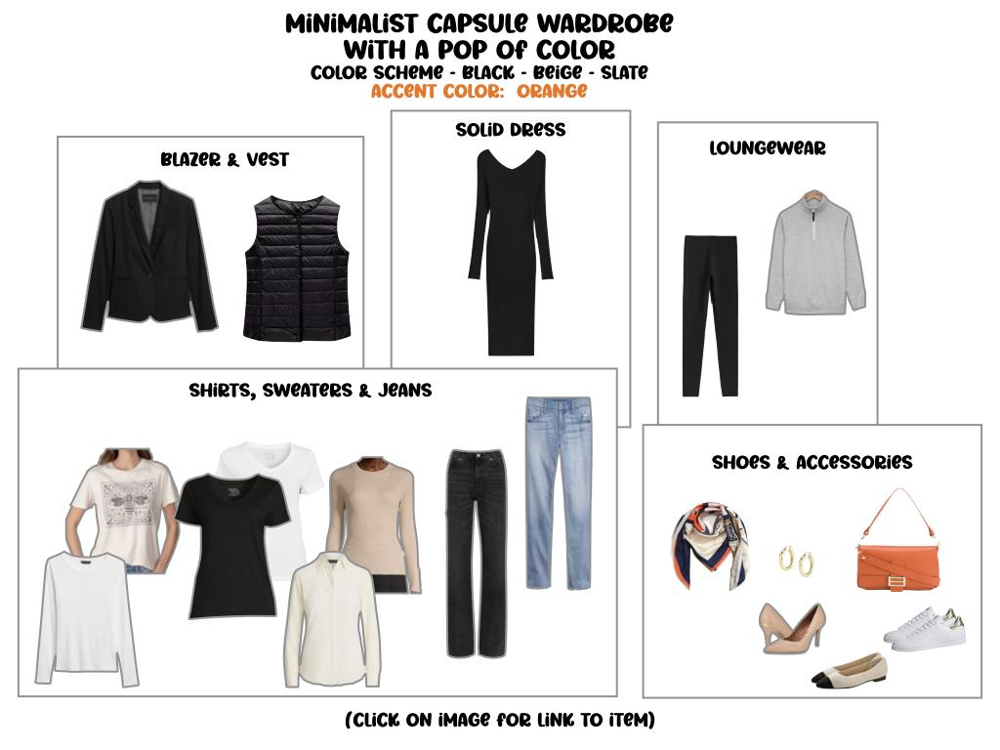 MINIMALIST CAPSULE WARDROBE
WITH A POP OF COLOR
COLOR SCHEME - BLACK - BEIGE - SLATE
ACCENT COLOR: ORANGE
BLAZER & VEST
SOLID DRESS
LOUNGEWEAR
SHIRTS, SWEATERS & JEANS
SHOES & ACCESSORIES
(CLICK ON IMAGE FOR LINK TO ITEM)